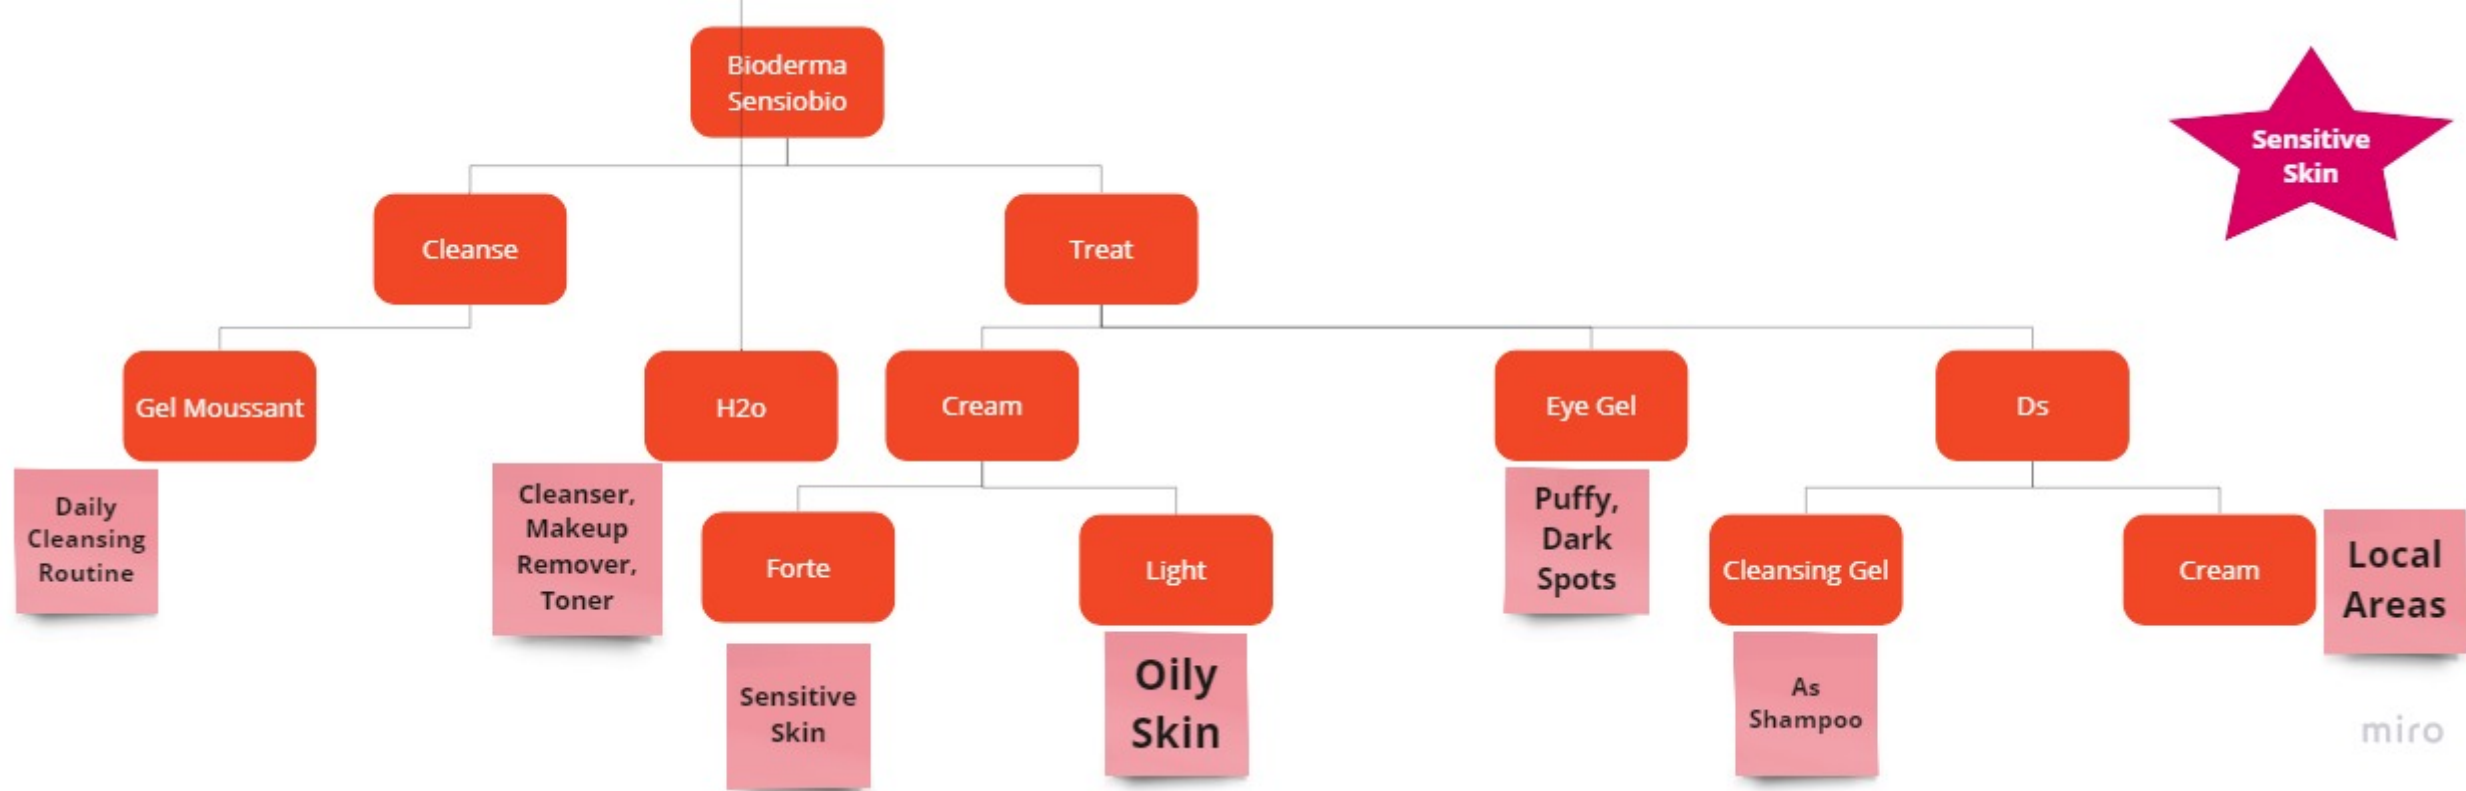 Bioderma
Sensiobio
Sensitive
Skin
Cleanse
Treat
Gel Moussant
H2o
Cream
Eye Gel
Ds
Daily
Cleansing
Routine
Cleanser,
Makeup
Remover,
Toner
Puffy,
Dark
Spots
Forte
Light
Cleansing Gel
Cream
Local
Areas
Sensitive
Skin
Oily
Skin
As
Shampoo
miro